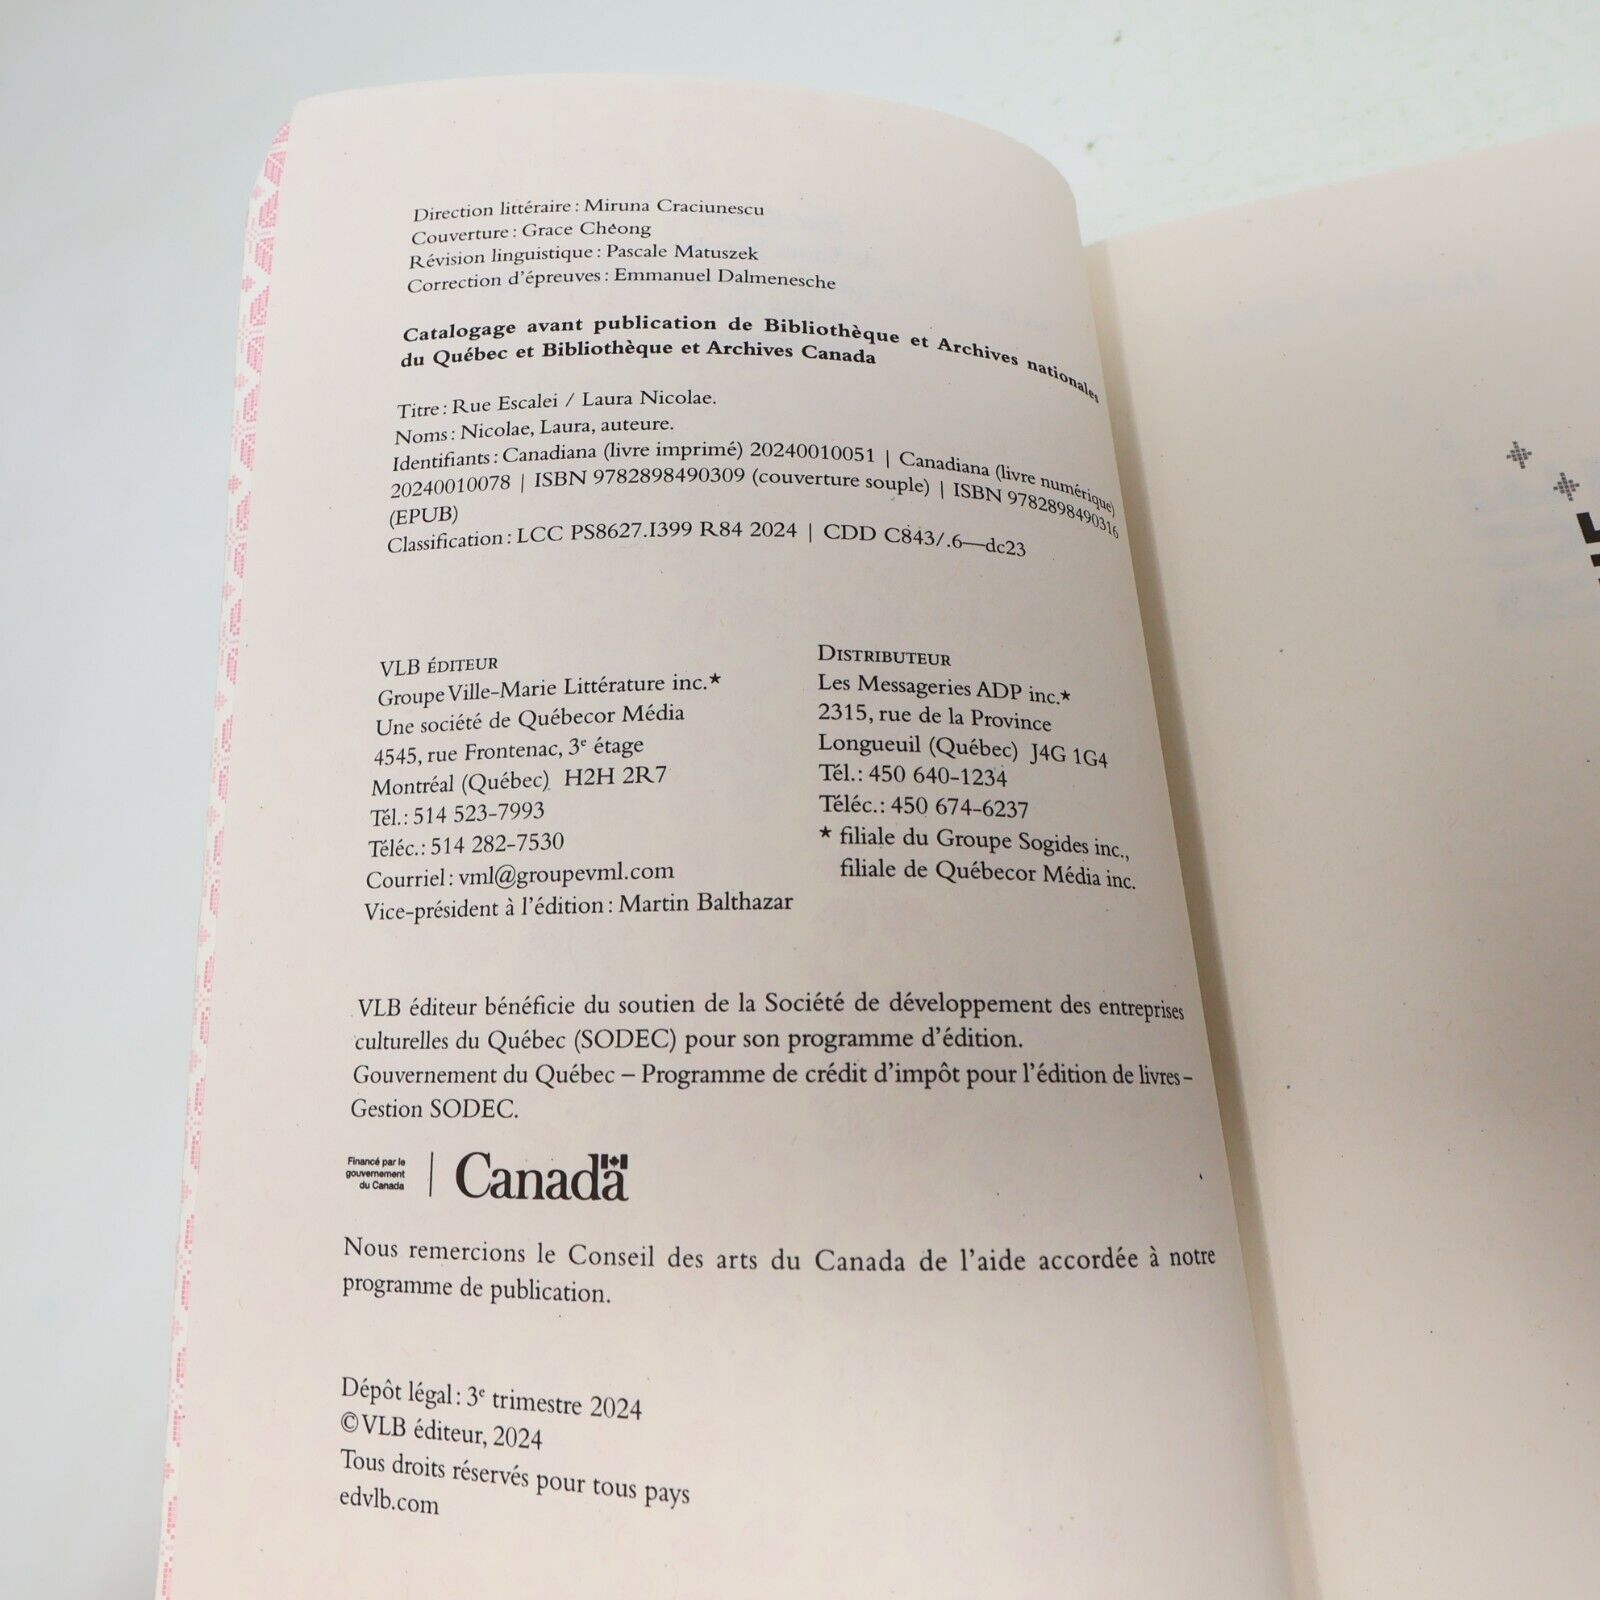 Direction littéraire : Miruna Craciunescu
Couverture : Grace Cheong
Révision linguistique : Pascale Matuszek
Correction d'épreuves : Emmanuel Dalmenesche
Catalogage avant publication de Bibliothèque et Archives nationales
du Québec et Bibliothèque et Archives Canada
Titre : Rue Escalei / Laura Nicolae.
Noms : Nicolae, Laura, auteure.
Identifiants : Canadiana (livre imprimé) 20240010051 | Canadiana (livre numérique)
20240010078 | ISBN 9782898490309 (couverture souple) | ISBN 9782898490316
(EPUB)
Classification : LCC PS8627.I399 R84 2024 | CDD C843/.6—dc23
VLB ÉDITEUR
Groupe Ville-Marie Littérature inc.★
Une société de Québecor Média
4545, rue Frontenac, 3e étage
Montréal (Québec) H2H 2R7
Tél. : 514 523-7993
Téléc. : 514 282-7530
Courriel : vml@groupevml.com
Vice-président à l'édition : Martin Balthazar
DISTRIBUTEUR
Les Messageries ADP inc.★
2315, rue de la Province
Longueuil (Québec) J4G 1G4
Tél. : 450 640-1234
Téléc. : 450 674-6237
★ filiale du Groupe Sogides inc.,
filiale de Québecor Média inc.
VLB éditeur bénéficie du soutien de la Société de développement des entreprises
culturelles du Québec (SODEC) pour son programme d'édition.
Gouvernement du Québec – Programme de crédit d'impôt pour l'édition de livres –
Gestion SODEC.
Financé par le
gouvernement
du Canada
Canada
Nous remercions le Conseil des arts du Canada de l'aide accordée à notre
programme de publication.
Dépôt légal : 3e trimestre 2024
© VLB éditeur, 2024
Tous droits réservés pour tous pays
edvlb.com